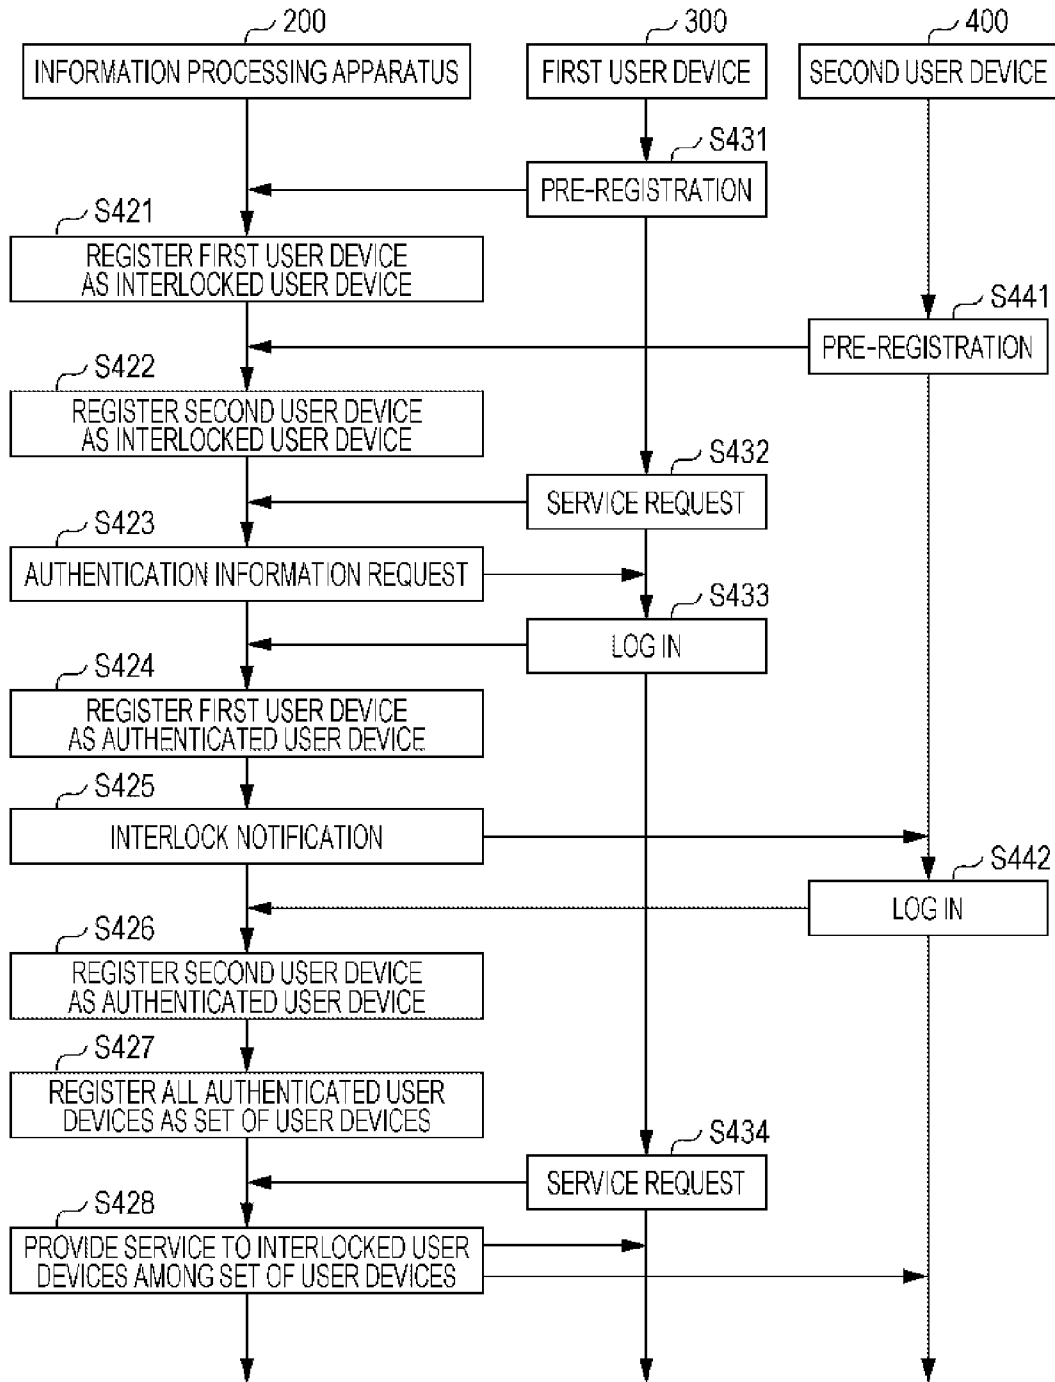 200
300
400
INFORMATION PROCESSING APPARATUS
FIRST USER DEVICE
SECOND USER DEVICE
S431
PRE-REGISTRATION
S421
REGISTER FIRST USER DEVICE
AS INTERLOCKED USER DEVICE
S441
PRE-REGISTRATION
S422
REGISTER SECOND USER DEVICE
AS INTERLOCKED USER DEVICE
S432
SERVICE REQUEST
S423
AUTHENTICATION INFORMATION REQUEST
S433
LOG IN
S424
REGISTER FIRST USER DEVICE
AS AUTHENTICATED USER DEVICE
S425
INTERLOCK NOTIFICATION
S442
LOG IN
S426
REGISTER SECOND USER DEVICE
AS AUTHENTICATED USER DEVICE
S427
REGISTER ALL AUTHENTICATED USER
DEVICES AS SET OF USER DEVICES
S434
SERVICE REQUEST
S428
PROVIDE SERVICE TO INTERLOCKED USER
DEVICES AMONG SET OF USER DEVICES